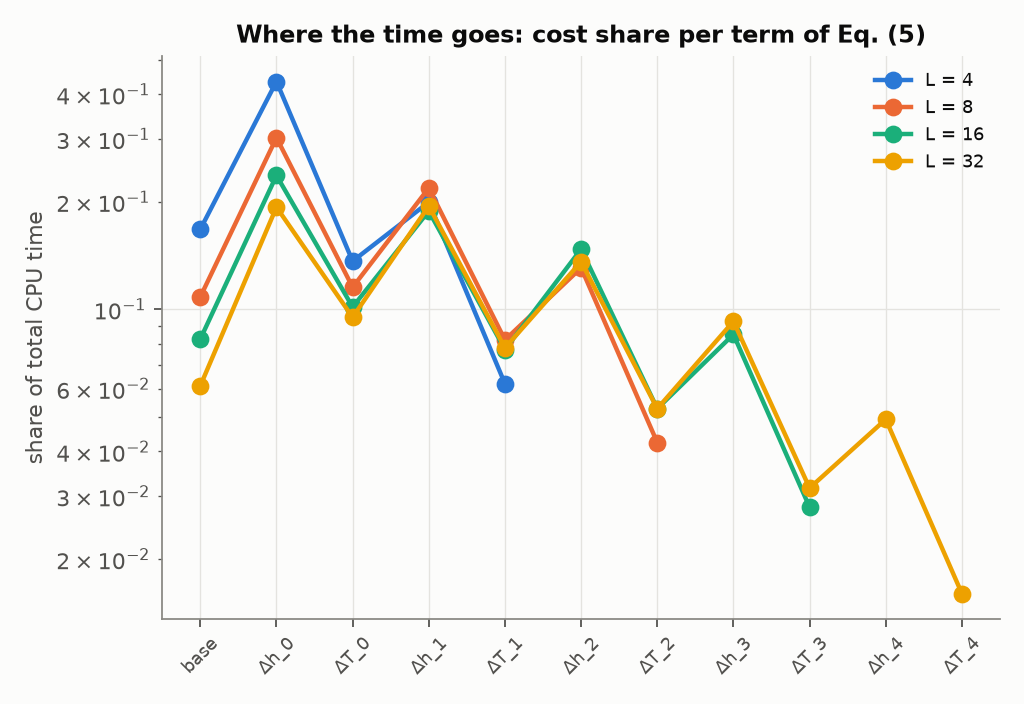 Where the time goes: cost share per term of Eq. (5)
share of total CPU time
4 × 10⁻¹
3 × 10⁻¹
2 × 10⁻¹
10⁻¹
6 × 10⁻²
4 × 10⁻²
3 × 10⁻²
2 × 10⁻²
L = 4
L = 8
L = 16
L = 32
base
Δh_0
ΔT_0
Δh_1
ΔT_1
Δh_2
ΔT_2
Δh_3
ΔT_3
Δh_4
ΔT_4